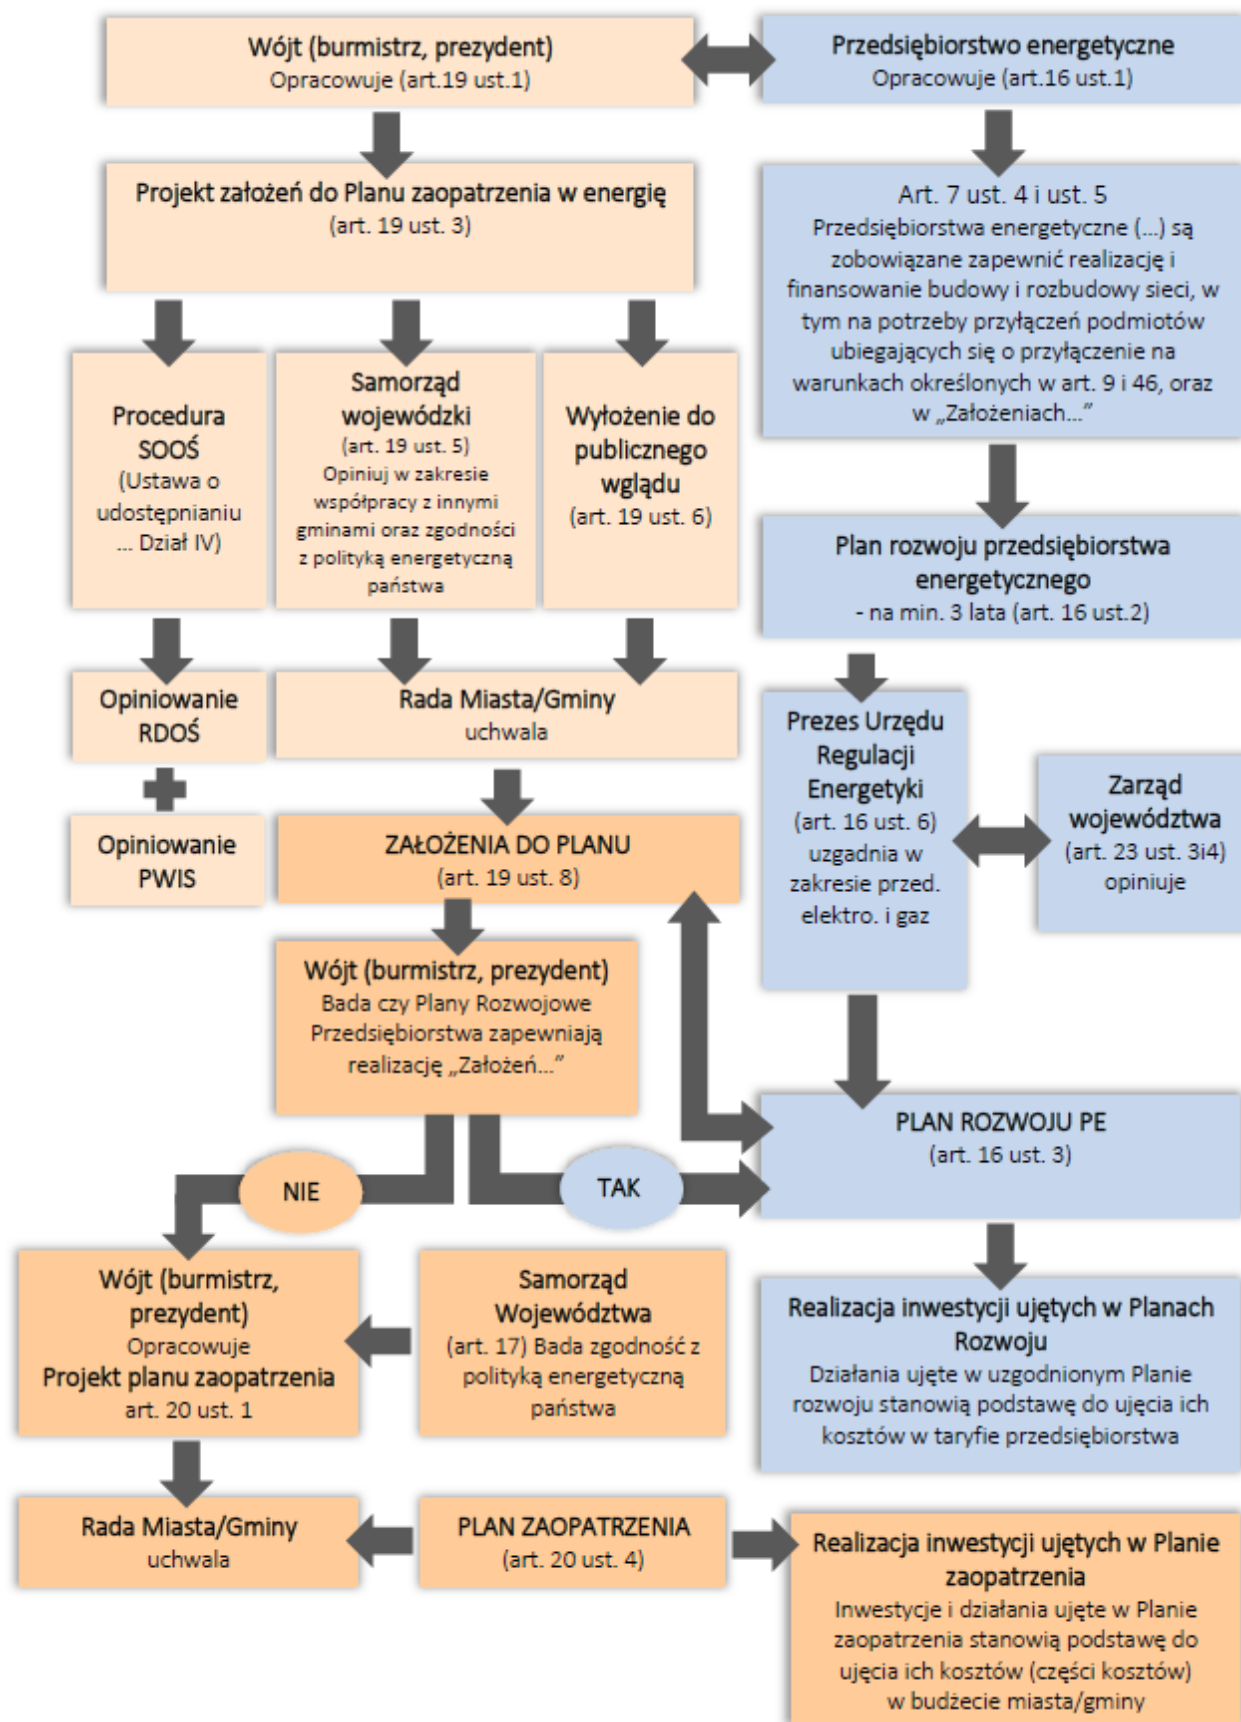 Wójt (burmistrz, prezydent)
Opracowuje (art.19 ust.1)
Przedsiębiorstwo energetyczne
Opracowuje (art.16 ust.1)
Projekt założeń do Planu zaopatrzenia w energię
(art. 19 ust. 3)
Art. 7 ust. 4 i ust. 5
Przedsiębiorstwa energetyczne (...) są
zobowiązane zapewnić realizację i
finansowanie budowy i rozbudowy sieci, w
tym na potrzeby przyłączeń podmiotów
ubiegających się o przyłączenie na
warunkach określonych w art. 9 i 46, oraz
w „Założeniach...”
Procedura
SOOŚ
(Ustawa o
udostępnianiu
... Dział IV)
Samorząd
wojewódzki
(art. 19 ust. 5)
Opiniuj w zakresie
współpracy z innymi
gminami oraz zgodności
z polityką energetyczną
państwa
Wyłożenie do
publicznego
wglądu
(art. 19 ust. 6)
Plan rozwoju przedsiębiorstwa
energetycznego
- na min. 3 lata (art. 16 ust.2)
Opiniowanie
RDOŚ
Rada Miasta/Gminy
uchwala
Prezes Urzędu
Regulacji
Energetyki
(art. 16 ust. 6)
uzgadnia w
zakresie przed.
elektro. i gaz
Zarząd
województwa
(art. 23 ust. 3i4)
opiniuje
Opiniowanie
PWIS
ZAŁOŻENIA DO PLANU
(art. 19 ust. 8)
Wójt (burmistrz, prezydent)
Bada czy Plany Rozwojowe
Przedsiębiorstwa zapewniają
realizację „Założeń...”
PLAN ROZWOJU PE
(art. 16 ust. 3)
NIE
TAK
Wójt (burmistrz,
prezydent)
Opracowuje
Projekt planu zaopatrzenia
art. 20 ust. 1
Samorząd
Województwa
(art. 17) Bada zgodność z
polityką energetyczną
państwa
Realizacja inwestycji ujętych w Planach
Rozwoju
Działania ujęte w uzgodnionym Planie
rozwoju stanowią podstawę do ujęcia ich
kosztów w taryfie przedsiębiorstwa
Rada Miasta/Gminy
uchwala
PLAN ZAOPATRZENIA
(art. 20 ust. 4)
Realizacja inwestycji ujętych w Planie
zaopatrzenia
Inwestycje i działania ujęte w Planie
zaopatrzenia stanowią podstawę do
ujęcia ich kosztów (części kosztów)
w budżecie miasta/gminy